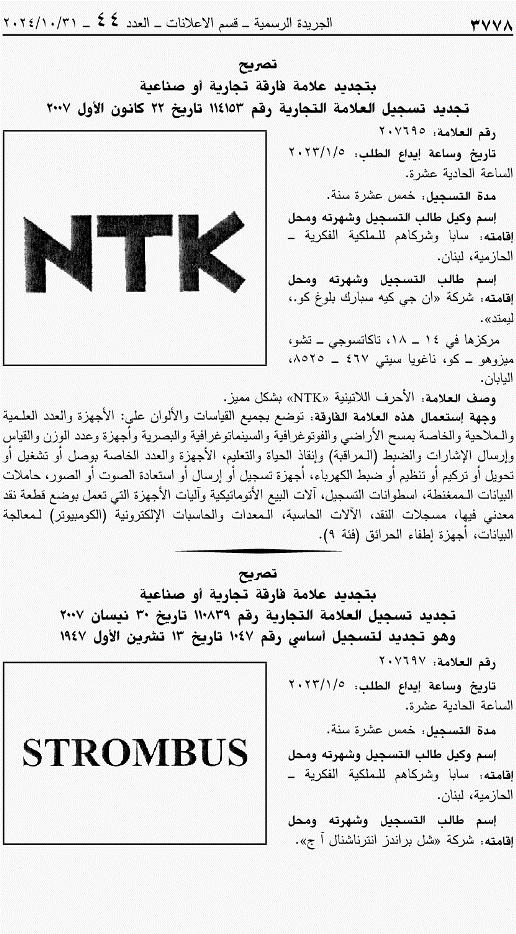 ٣٧٧٨ الجريدة الرسمية ــ قسم الاعلانات ــ العدد ٤٤ ــ ٢٠٢٤/١٠/٣١
تصريح
بتجديد علامة فارقة تجارية أو صناعية
تجديد تسجيل العلامة التجارية رقم ١١٤١٥٣ تاريخ ٢٢ كانون الأول ٢٠٠٧
رقم العلامة: ٢٠٧٦٩٥
تاريخ وساعة إيداع الطلب: ٢٠٢٣/١/٥
الساعة الحادية عشرة.
مدة التسجيل: خمس عشرة سنة.
إسم وكيل طالب التسجيل وشهرته ومحل
إقامته: سابا وشركاهم للملكية الفكرية ــ
الحازمية، لبنان.
إسم طالب التسجيل وشهرته ومحل
إقامته: شركة «ان جي كيه سبارك بلوغ كو.،
ليمتد».
مركزها في ١٤ ــ ١٨، تاكاتسوجي ــ تشو،
ميزوهو ــ كو، ناغويا سيتي ٤٦٧ ــ ٨٥٢٥،
اليابان.
NTK
وصف العلامة: الأحرف اللاتينية «NTK» بشكل مميز.
وجهة إستعمال هذه العلامة الفارقة: توضع بجميع القياسات والألوان على: الأجهزة والعدد العلمية
والملاحية والخاصة بمسح الأراضي والفوتوغرافية والسينماتوغرافية والبصرية وأجهزة وعدد الوزن والقياس
وإرسال الإشارات والضبط (المراقبة) وإنقاذ الحياة والتعليم، الأجهزة والعدد الخاصة بوصل أو تشغيل أو
تحويل أو تركيم أو تنظيم أو ضبط الكهرباء، أجهزة تسجيل أو إرسال أو استعادة الصوت أو الصور، حاملات
البيانات الممغنطة، اسطوانات التسجيل، آلات البيع الأتوماتيكية وآليات الأجهزة التي تعمل بوضع قطعة نقد
معدني فيها، مسجلات النقد، الآلات الحاسبة، المعدات والحاسبات الإلكترونية (الكومبيوتر) لمعالجة
البيانات، أجهزة إطفاء الحرائق (فئة ٩).
تصريح
بتجديد علامة فارقة تجارية أو صناعية
تجديد تسجيل العلامة التجارية رقم ١١٠٨٣٩ تاريخ ٣٠ نيسان ٢٠٠٧
وهو تجديد لتسجيل أساسي رقم ١٠٤٧ تاريخ ١٣ تشرين الأول ١٩٤٧
رقم العلامة: ٢٠٧٦٩٧
تاريخ وساعة إيداع الطلب: ٢٠٢٣/١/٥
الساعة الحادية عشرة.
مدة التسجيل: خمس عشرة سنة.
إسم وكيل طالب التسجيل وشهرته ومحل
إقامته: سابا وشركاهم للملكية الفكرية ــ
الحازمية، لبنان.
إسم طالب التسجيل وشهرته ومحل
إقامته: شركة «شل براندز انترناشنال آ ج».
STROMBUS